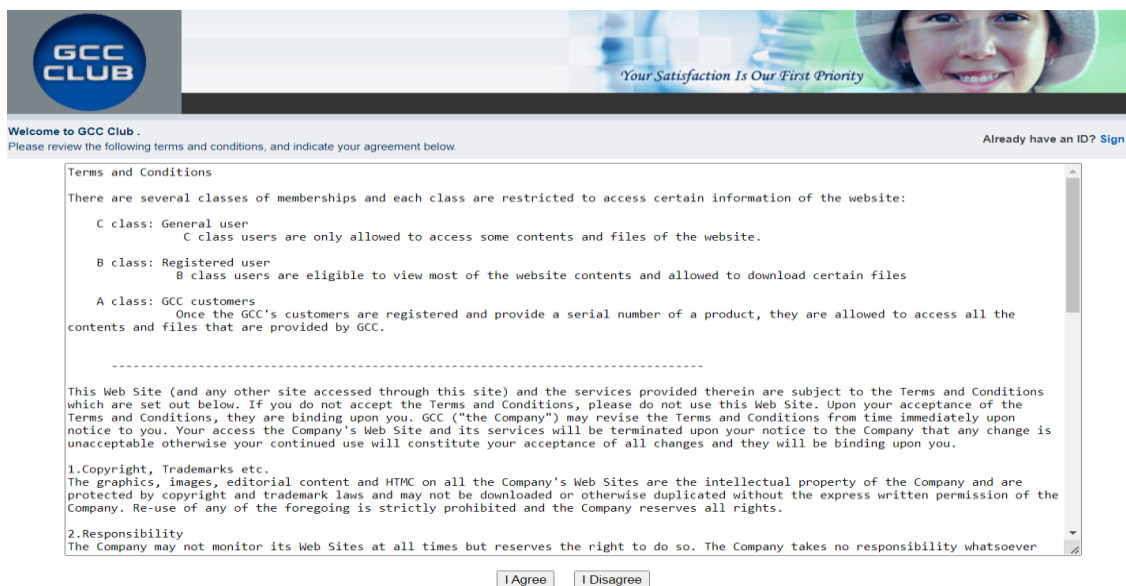 GCC
CLUB
Your Satisfaction Is Our First Priority
Welcome to GCC Club .
Please review the following terms and conditions, and indicate your agreement below.
Already have an ID? Sign
Terms and Conditions
There are several classes of memberships and each class are restricted to access certain information of the website:
C class: General user
C class users are only allowed to access some contents and files of the website.
B class: Registered user
B class users are eligible to view most of the website contents and allowed to download certain files
A class: GCC customers
Once the GCC's customers are registered and provide a serial number of a product, they are allowed to access all the
contents and files that are provided by GCC.
--------------------------------------------------------------------------------
This Web Site (and any other site accessed through this site) and the services provided therein are subject to the Terms and Conditions
which are set out below. If you do not accept the Terms and Conditions, please do not use this Web Site. Upon your acceptance of the
Terms and Conditions, they are binding upon you. GCC ("the Company") may revise the Terms and Conditions from time immediately upon
notice to you. Your access the Company's Web Site and its services will be terminated upon your notice to the Company that any change is
unacceptable otherwise your continued use will constitute your acceptance of all changes and they will be binding upon you.
1.Copyright, Trademarks etc.
The graphics, images, editorial content and HTMC on all the Company's Web Sites are the intellectual property of the Company and are
protected by copyright and trademark laws and may not be downloaded or otherwise duplicated without the express written permission of the
Company. Re-use of any of the foregoing is strictly prohibited and the Company reserves all rights.
2.Responsibility
The Company may not monitor its Web Sites at all times but reserves the right to do so. The Company takes no responsibility whatsoever
I Agree
I Disagree